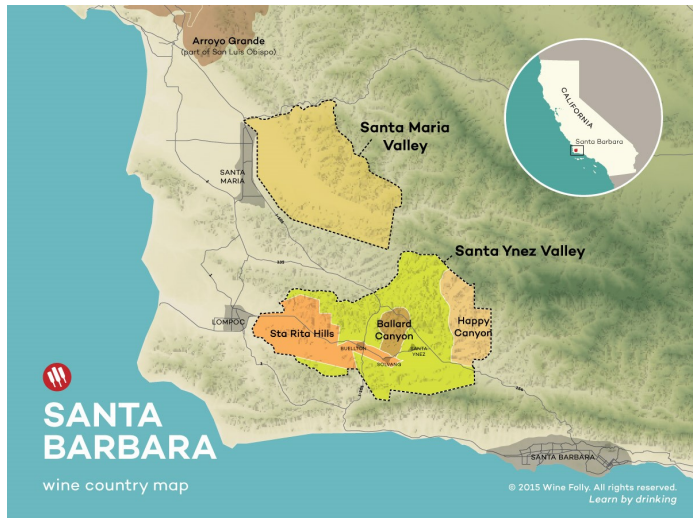 Arroyo Grande
(part of San Luis Obispo)
CALIFORNIA
Santa Barbara
Santa Maria
Valley
SANTA
MARIA
Santa Ynez Valley
LOMPOC
Sta Rita Hills
Ballard
Canyon
Happy
Canyon
BUELLTON
SANTA
YNEZ
SOLVANG
SANTA BARBARA
SANTA
BARBARA
wine country map
© 2015 Wine Folly. All rights reserved.
Learn by drinking